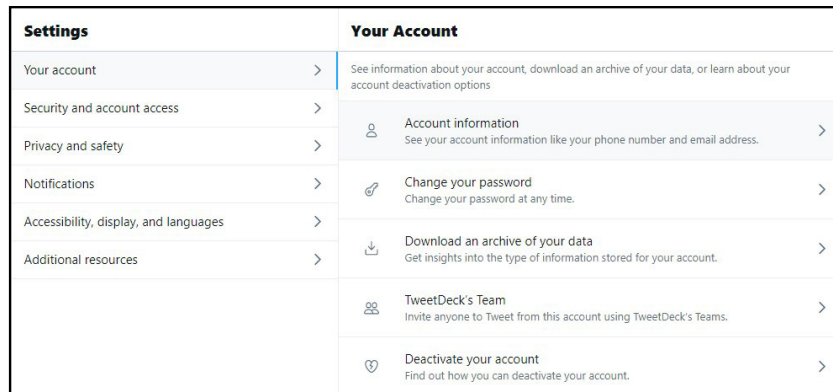 Settings
Your account
Security and account access
Privacy and safety
Notifications
Accessibility, display, and languages
Additional resources
Your Account
See information about your account, download an archive of your data, or learn about your
account deactivation options
Account information
See your account information like your phone number and email address.
Change your password
Change your password at any time.
Download an archive of your data
Get insights into the type of information stored for your account.
TweetDeck's Team
Invite anyone to Tweet from this account using TweetDeck's Teams.
Deactivate your account
Find out how you can deactivate your account.